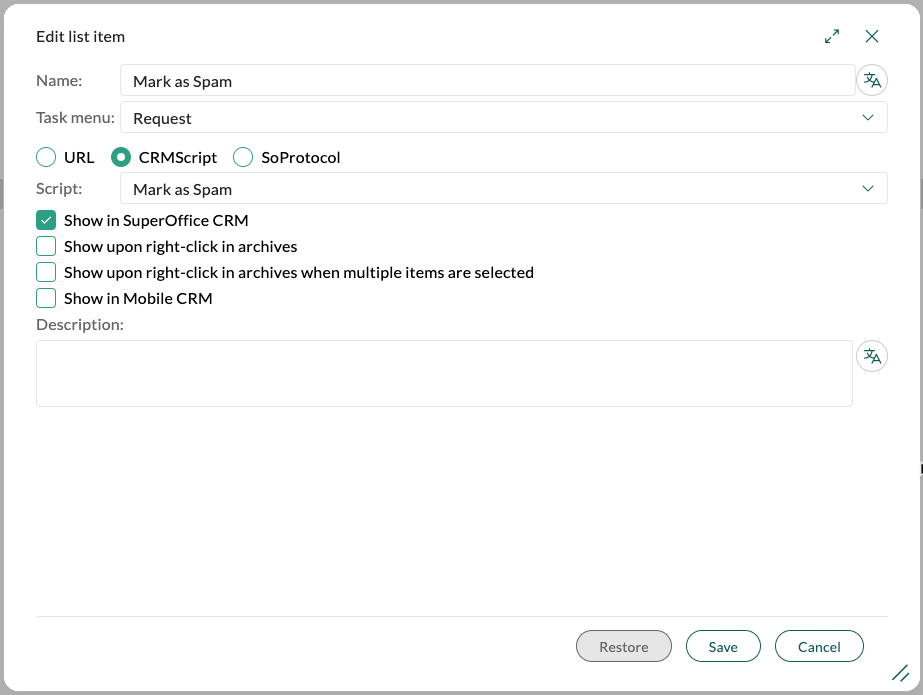 Edit list item
Name: Mark as Spam
Task menu: Request
URL CRMScript SoProtocol
Script: Mark as Spam
Show in SuperOffice CRM
Show upon right-click in archives
Show upon right-click in archives when multiple items are selected
Show in Mobile CRM
Description:
Restore Save Cancel